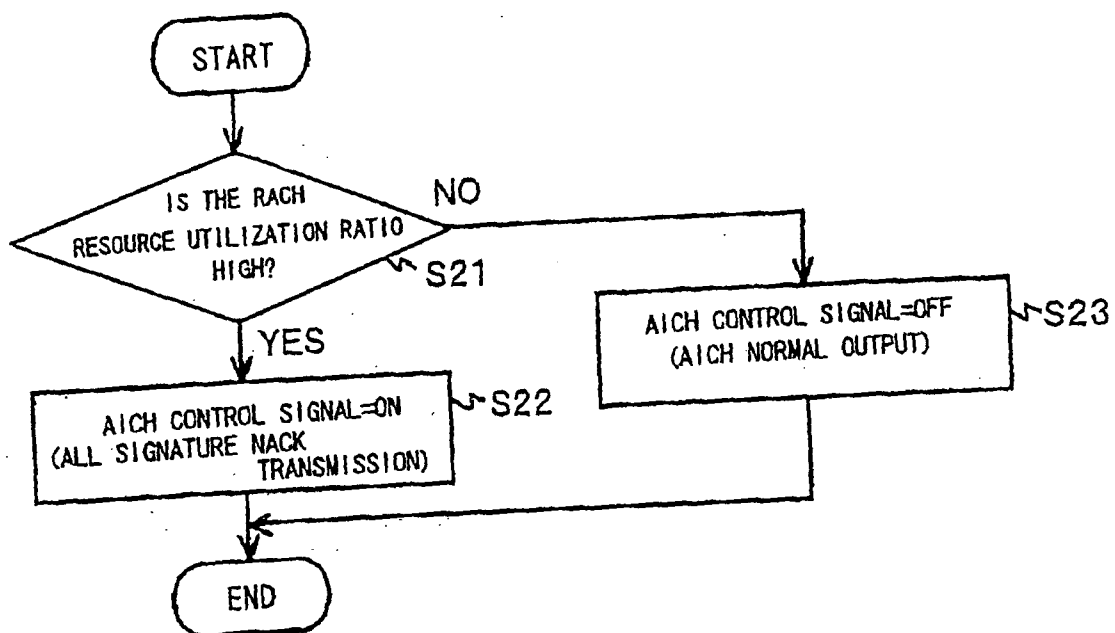 START
IS THE RACH
RESOURCE UTILIZATION RATIO
HIGH?
NO
S21
YES
AICH CONTROL SIGNAL=ON
(ALL SIGNATURE NACK
TRANSMISSION)
S22
AICH CONTROL SIGNAL=OFF
(AICH NORMAL OUTPUT)
S23
END